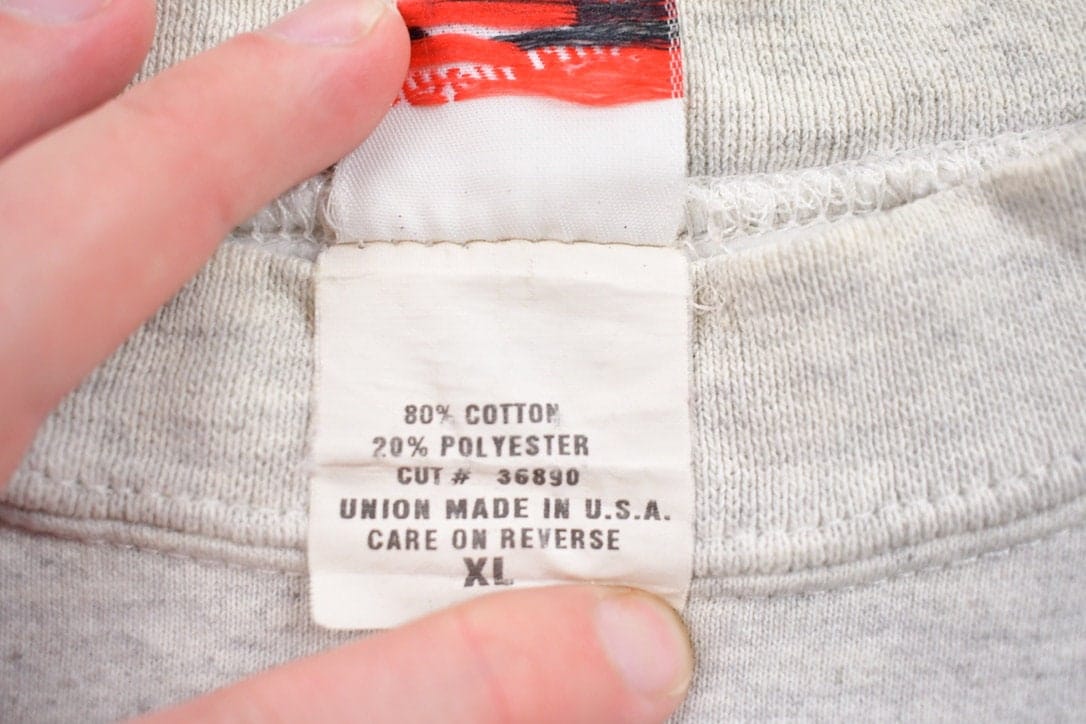 80% COTTON
20% POLYESTER
CUT # 36890
UNION MADE IN U.S.A.
CARE ON REVERSE
XL